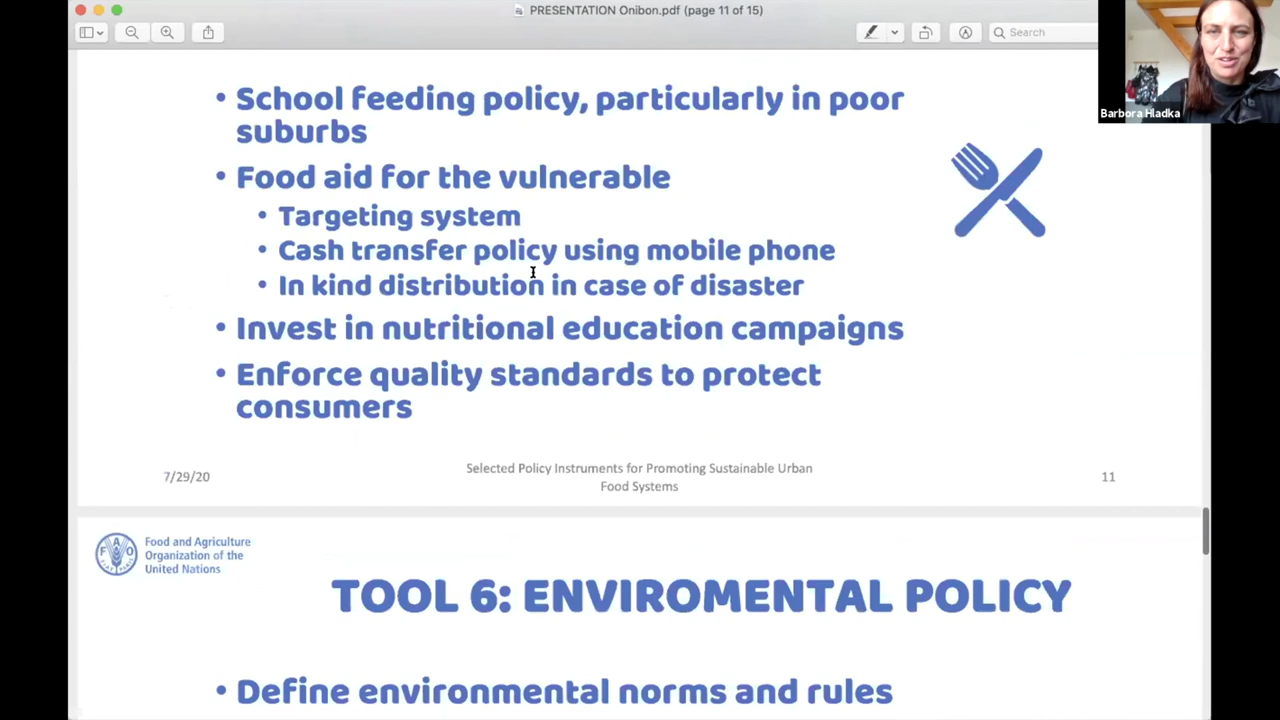 PRESENTATION Onibon.pdf (page 11 of 15)
Search
Barbora Hladka
• School feeding policy, particularly in poor
suburbs
• Food aid for the vulnerable
• Targeting system
• Cash transfer policy using mobile phone
• In kind distribution in case of disaster
• Invest in nutritional education campaigns
• Enforce quality standards to protect
consumers
7/29/20
Selected Policy Instruments for Promoting Sustainable Urban
Food Systems
11
Food and Agriculture
Organization of the
United Nations
TOOL 6: ENVIROMENTAL POLICY
• Define environmental norms and rules